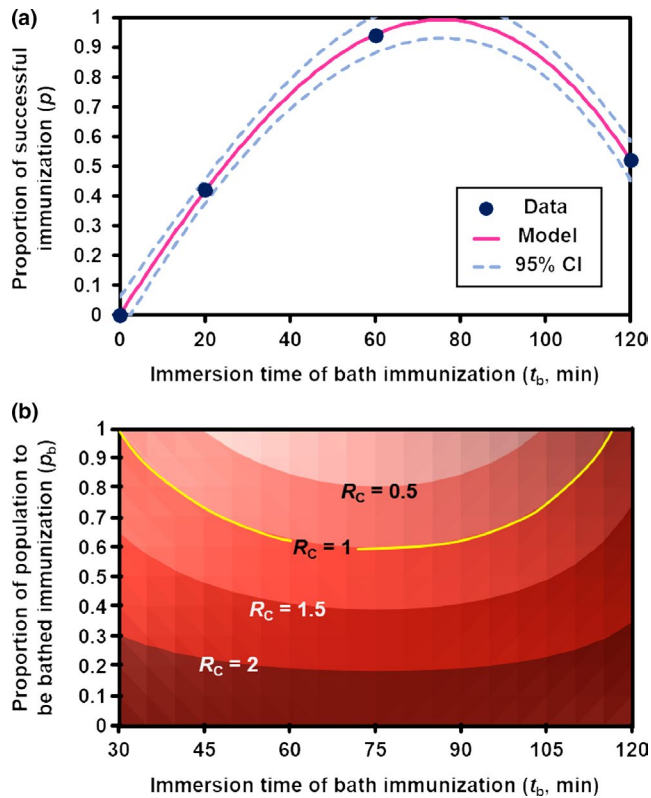 (a)
Proportion of successful
immunization (p)
1
0.9
0.8
0.7
0.6
0.5
0.4
0.3
0.2
0.1
0
Data
Model
95% CI
0 20 40 60 80 100 120
Immersion time of bath immunization (tb, min)
(b)
Proportion of population to
be bathed immunization (pb)
1
0.9
0.8
0.7
0.6
0.5
0.4
0.3
0.2
0.1
0
RC = 0.5
RC = 1
RC = 1.5
RC = 2
30 45 60 75 90 105 120
Immersion time of bath immunization (tb, min)